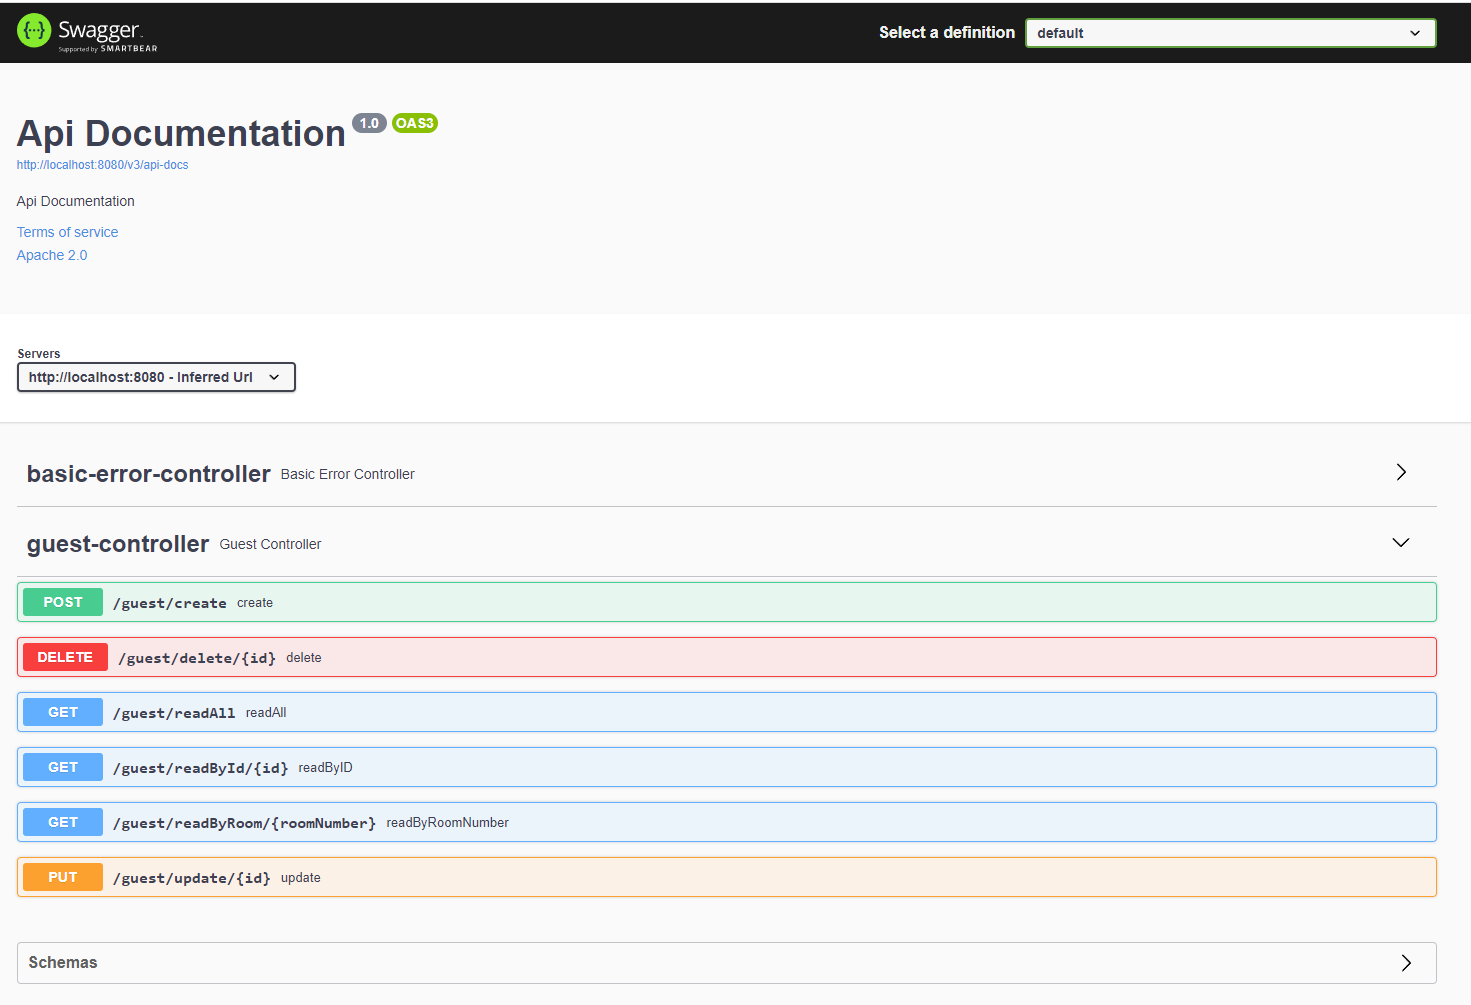 Swagger
Supported by SMARTBEAR
Select a definition
default
Api Documentation 1.0 OAS3
http://localhost:8080/v3/api-docs
Api Documentation
Terms of service
Apache 2.0
Servers
http://localhost:8080 - Inferred Url
basic-error-controller Basic Error Controller
guest-controller Guest Controller
POST /guest/create create
DELETE /guest/delete/{id} delete
GET /guest/readAll readAll
GET /guest/readById/{id} readByID
GET /guest/readByRoom/{roomNumber} readByRoomNumber
PUT /guest/update/{id} update
Schemas